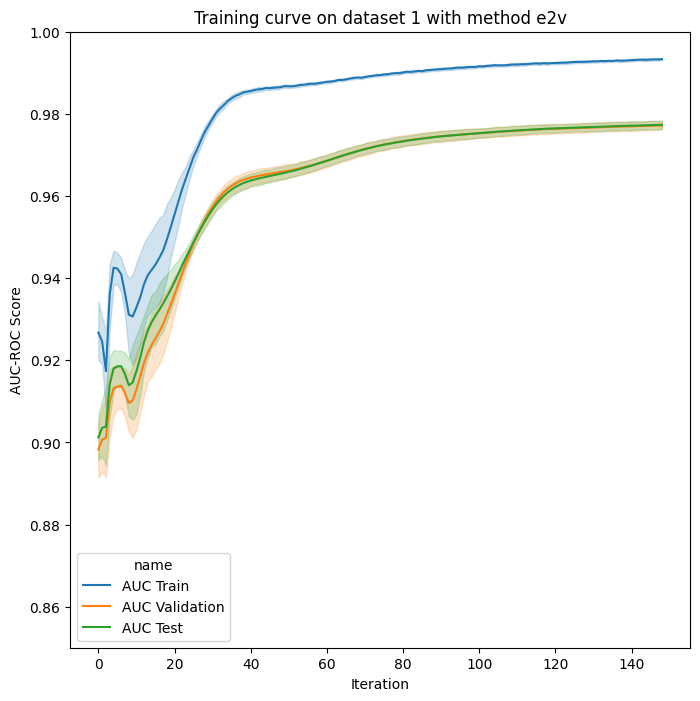 Training curve on dataset 1 with method e2v
1.00
0.98
0.96
0.94
0.92
0.90
0.88
0.86
AUC-ROC Score
name
AUC Train
AUC Validation
AUC Test
0 20 40 60 80 100 120 140
Iteration